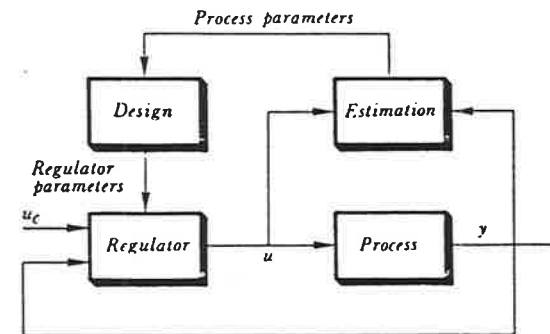 Process parameters
Design
Estimation
Regulator
parameters
u_c
Regulator
u
Process
y